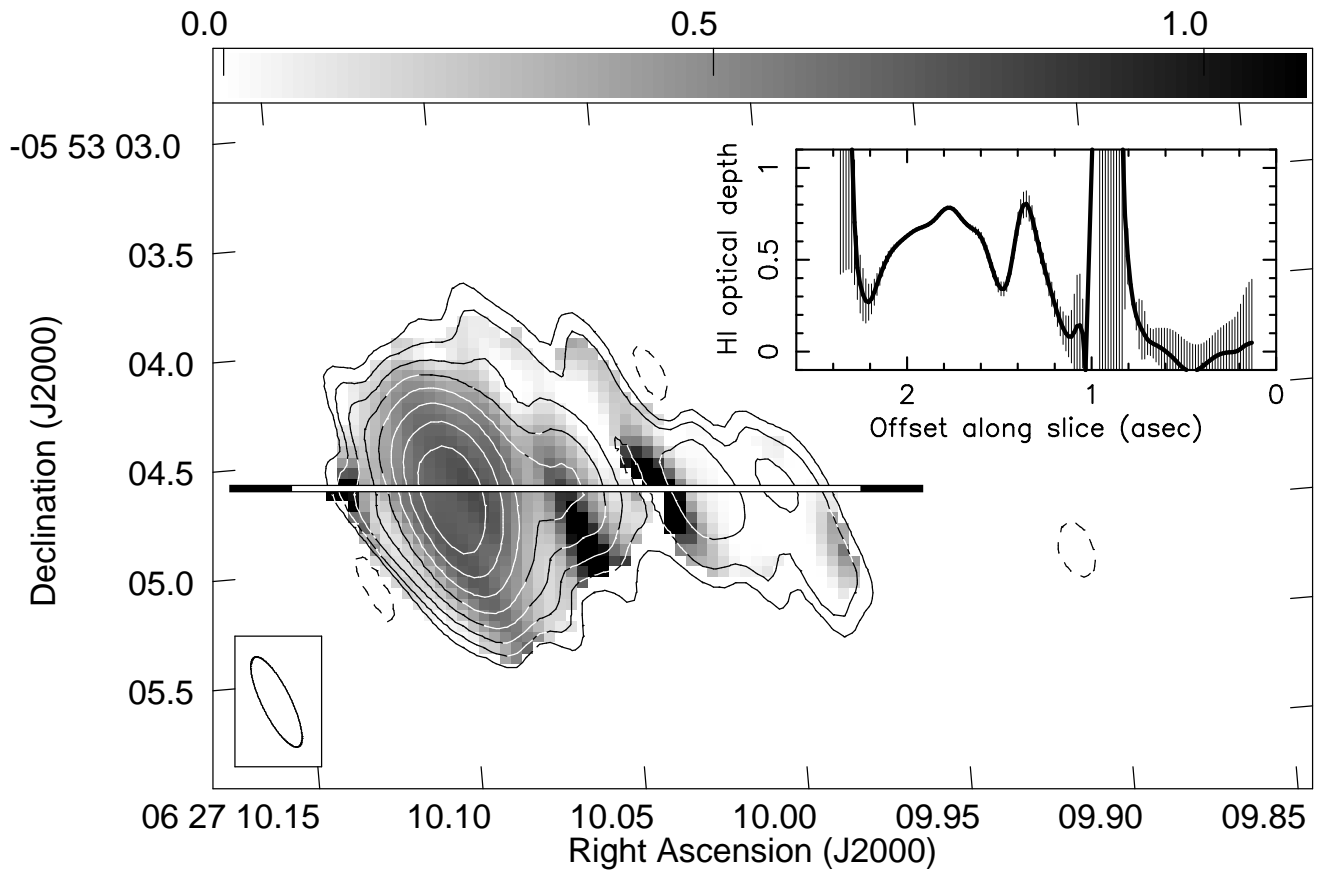 0.0 0.5 1.0
-05 53 03.0
03.5
04.0
04.5
05.0
05.5
Declination (J2000)
06 27 10.15 10.10 10.05 10.00 09.95 09.90 09.85
Right Ascension (J2000)
HI optical depth
1
0.5
0
2 1 0
Offset along slice (asec)